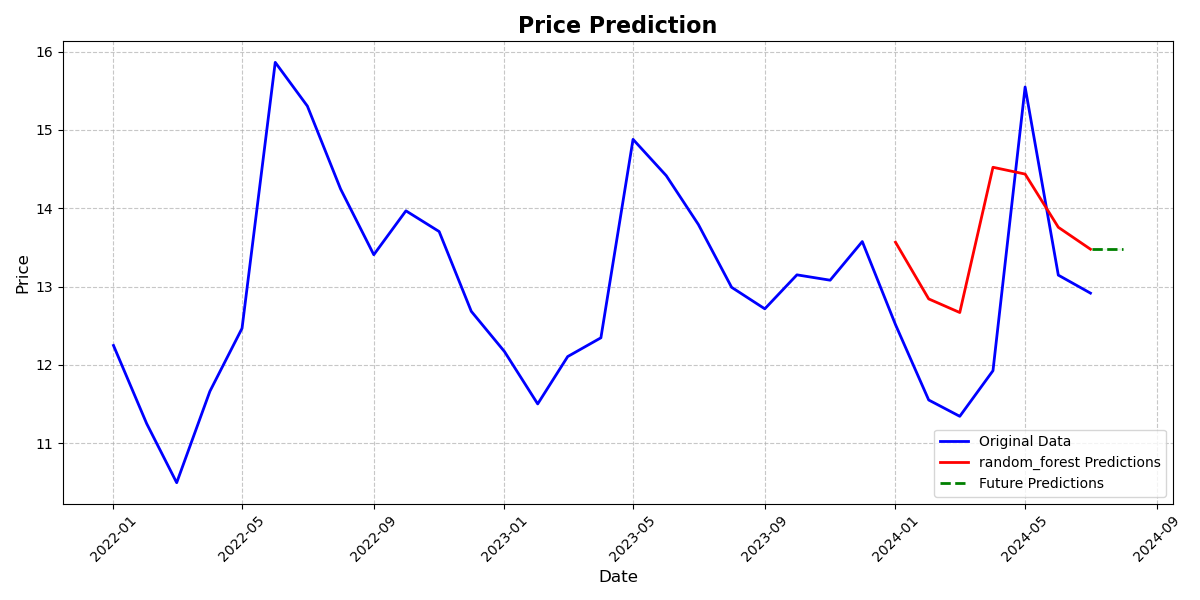 Price Prediction
Price
16
15
14
13
12
11
2022-01
2022-05
2022-09
2023-01
2023-05
2023-09
2024-01
2024-05
2024-09
Date
Original Data
random_forest Predictions
Future Predictions